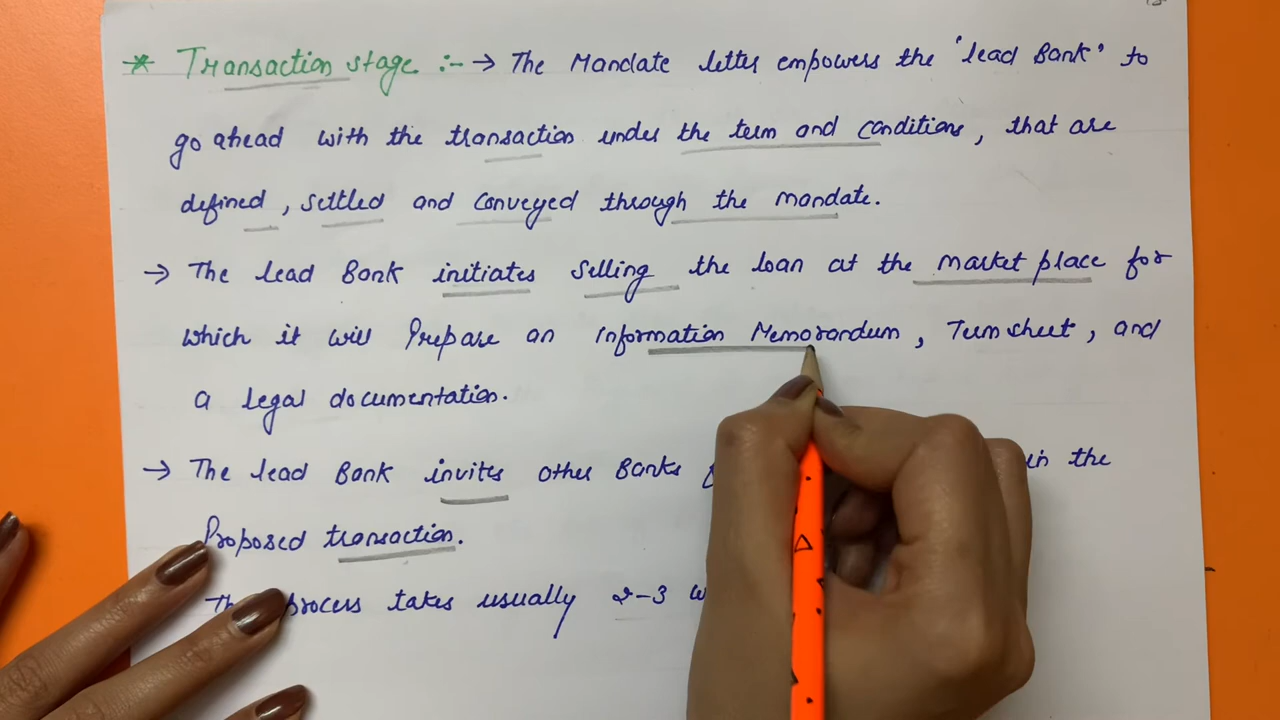 * Transaction stage :- → The Mandate letter empowers the 'lead Bank' to
go ahead with the transaction under the term and conditions, that are
defined, settled and conveyed through the mandate.
→ The lead Bank initiates selling the loan at the market place for
which it will Prepare an Information Memorandum, Term sheet, and
a legal documentation.
→ The lead Bank invites other Banks in the
Proposed transaction.
process takes usually 2-3